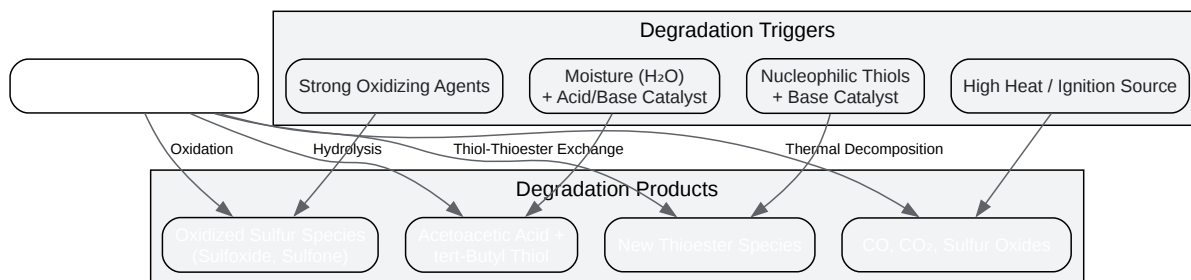 Degradation Triggers
Strong Oxidizing Agents
Moisture (H₂O)
+ Acid/Base Catalyst
Nucleophilic Thiols
+ Base Catalyst
High Heat / Ignition Source
Oxidation
Hydrolysis
Thiol-Thioester Exchange
Thermal Decomposition
Degradation Products
Oxidized Sulfur Species
(Sulfoxide, Sulfone)
Acetoacetic Acid +
tert-Butyl Thiol
New Thioester Species
CO, CO₂, Sulfur Oxides